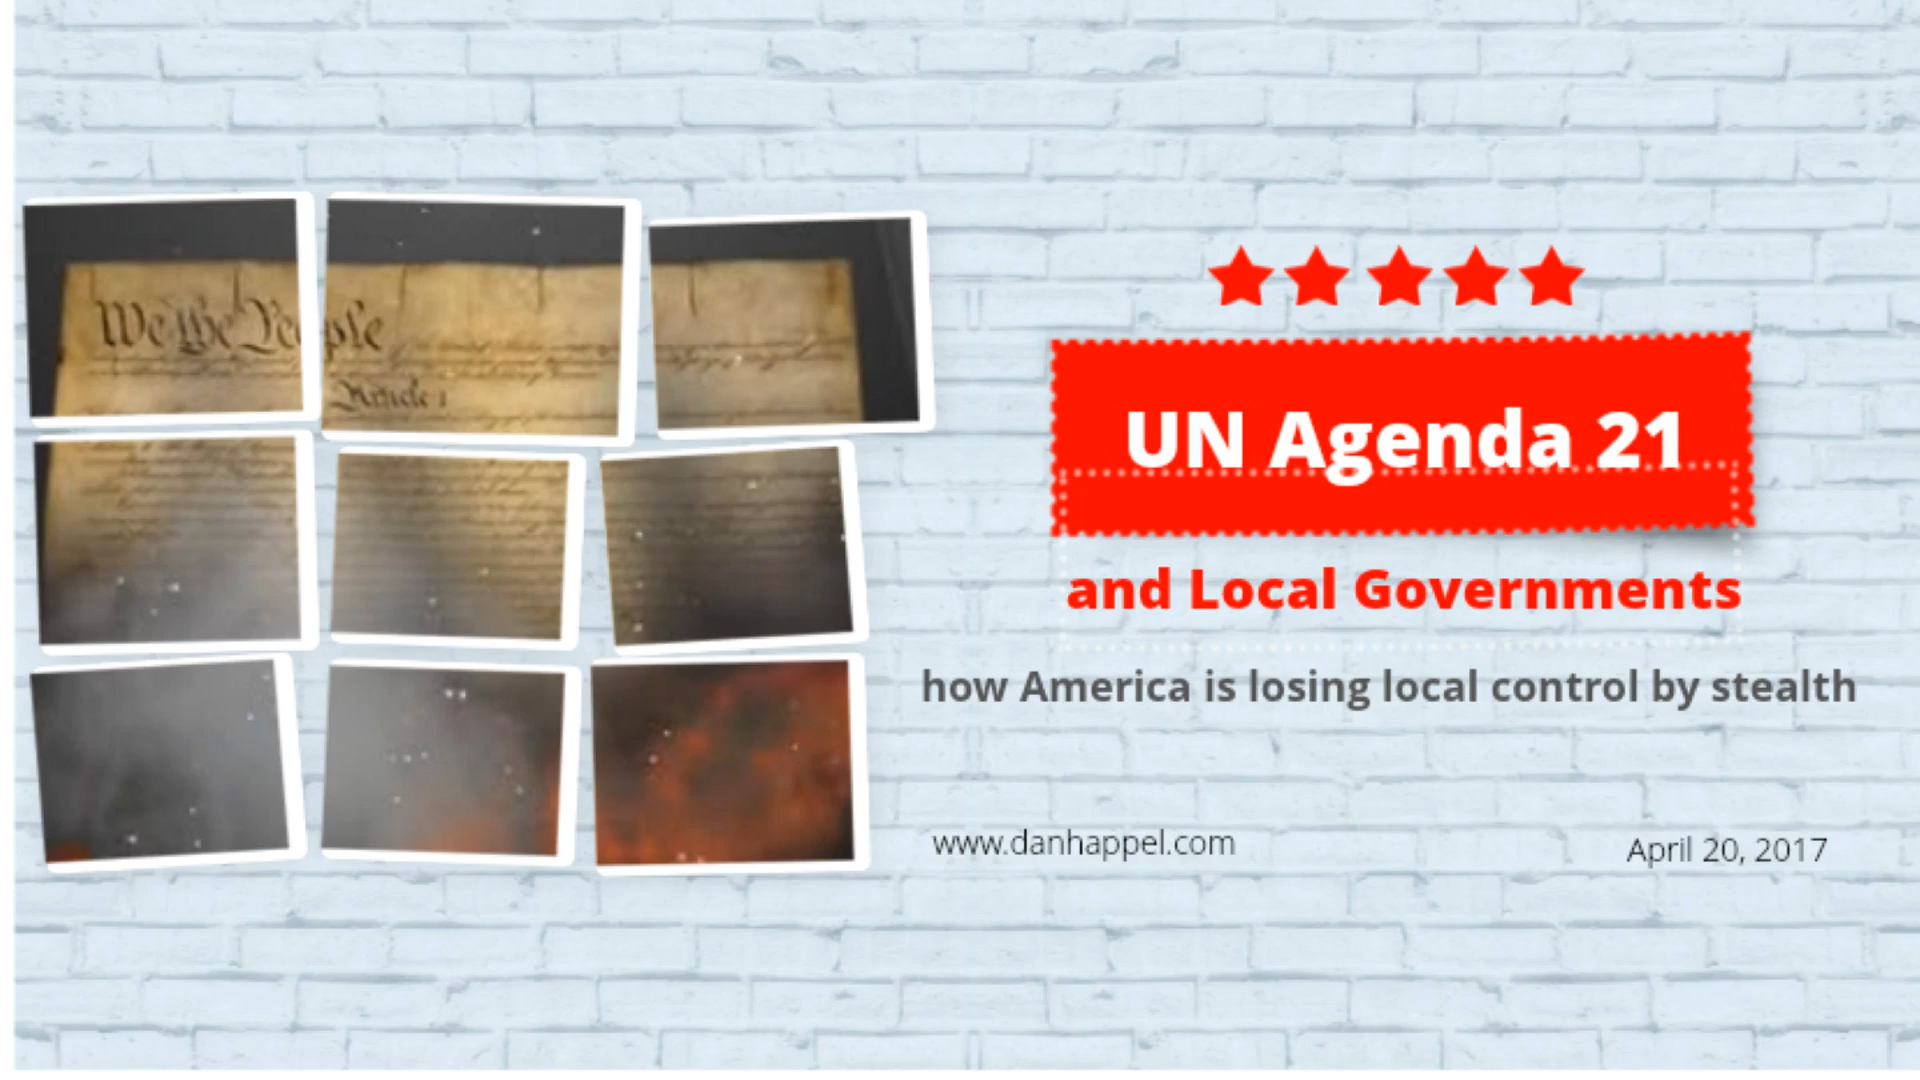 We the People
Article 1
UN Agenda 21
and Local Governments
how America is losing local control by stealth
www.danhappel.com
April 20, 2017